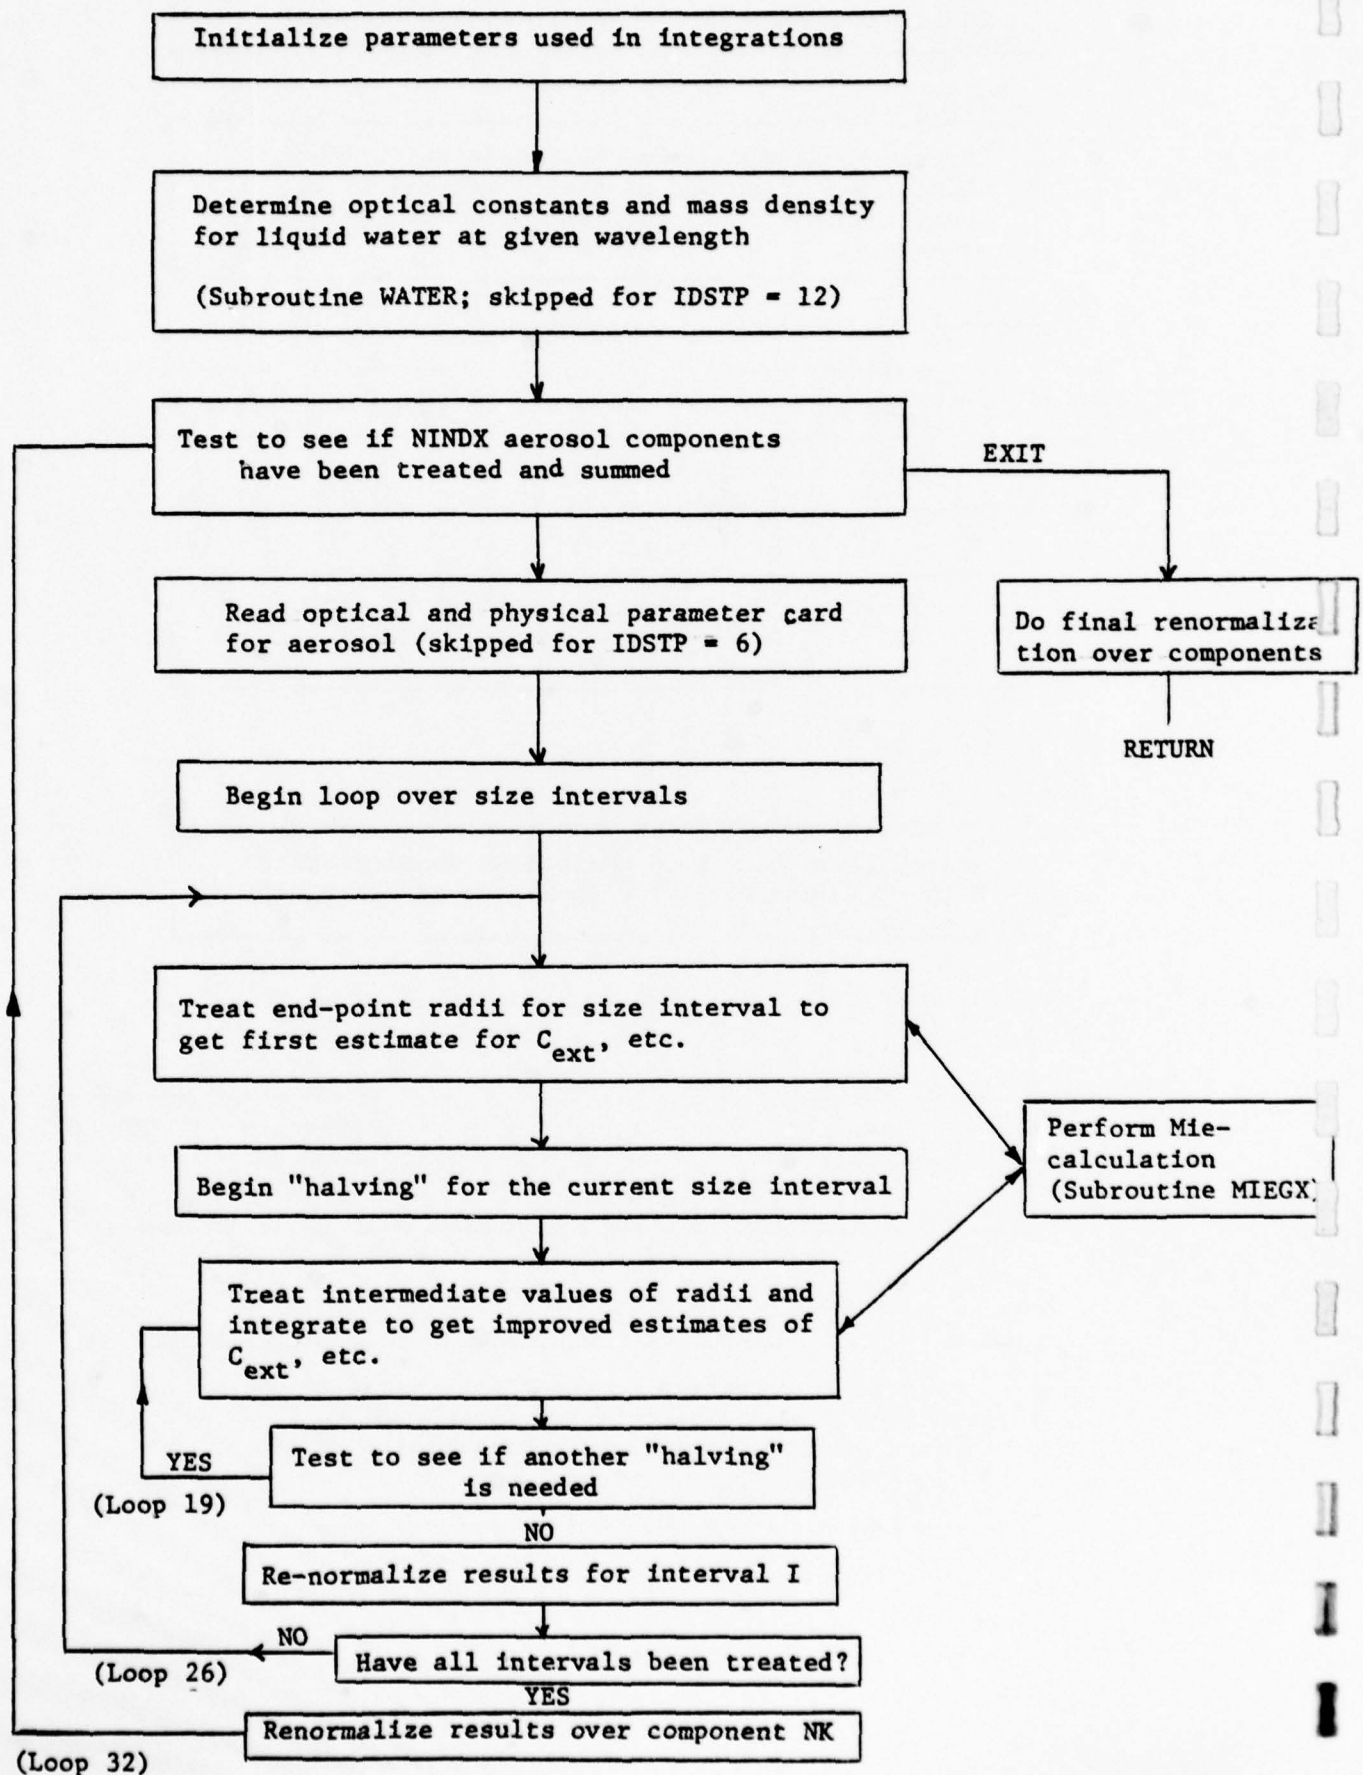 Initialize parameters used in integrations
Determine optical constants and mass density
for liquid water at given wavelength
(Subroutine WATER; skipped for IDSTP = 12)
Test to see if NINDX aerosol components
have been treated and summed
EXIT
Read optical and physical parameter card
for aerosol (skipped for IDSTP = 6)
Do final renormaliza
tion over components
RETURN
Begin loop over size intervals
Treat end-point radii for size interval to
get first estimate for C_ext, etc.
Perform Mie-
calculation
(Subroutine MIEGX)
Begin "halving" for the current size interval
Treat intermediate values of radii and
integrate to get improved estimates of
C_ext, etc.
YES
(Loop 19)
Test to see if another "halving"
is needed
NO
Re-normalize results for interval I
NO
(Loop 26)
Have all intervals been treated?
YES
Renormalize results over component NK
(Loop 32)